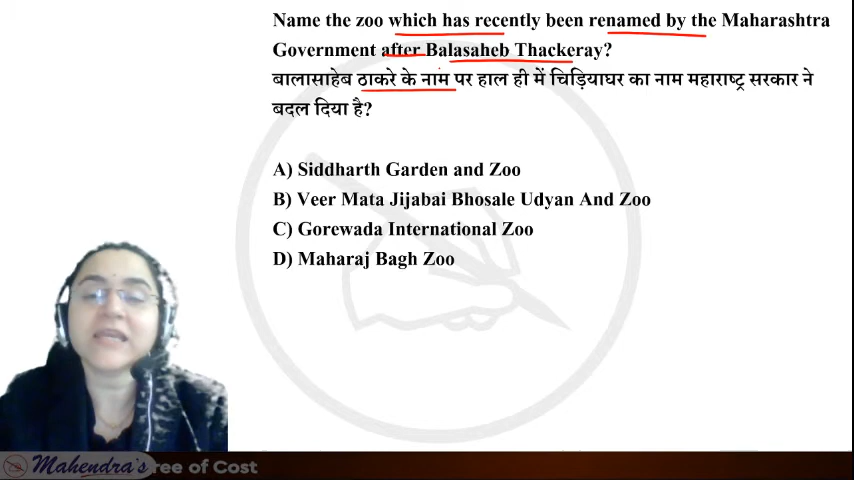 Name the zoo which has recently been renamed by the Maharashtra
Government after Balasaheb Thackeray?
बालासाहेब ठाकरे के नाम पर हाल ही में चिड़ियाघर का नाम महाराष्ट्र सरकार ने
बदल दिया है?
A) Siddharth Garden and Zoo
B) Veer Mata Jijabai Bhosale Udyan And Zoo
C) Gorewada International Zoo
D) Maharaj Bagh Zoo
Mahendra's ree of Cost